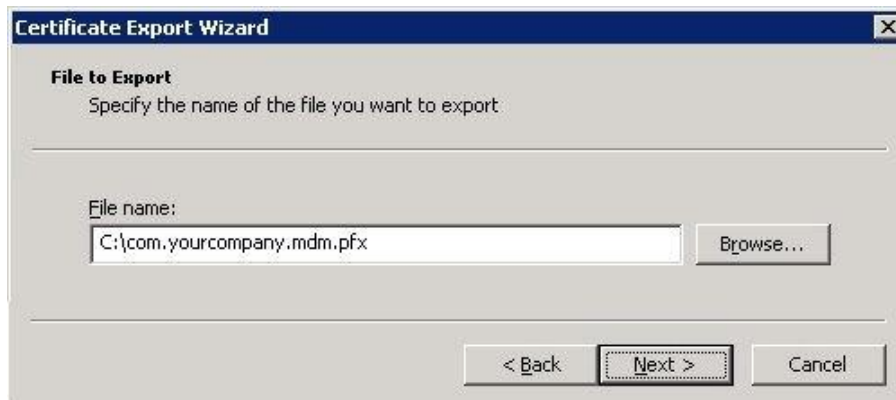 Certificate Export Wizard
File to Export
Specify the name of the file you want to export
File name:
C:\com.yourcompany.mdm.pfx
Browse...
< Back
Next >
Cancel